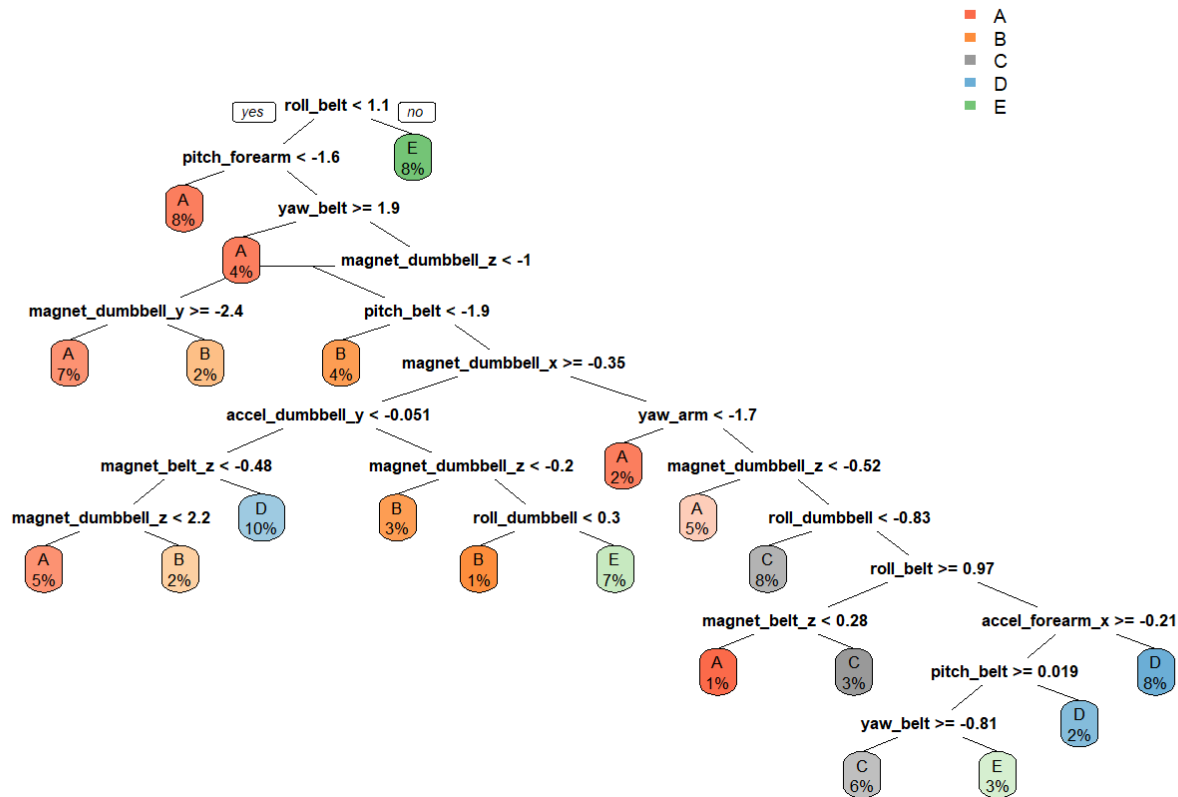 A
B
C
D
E
yes
roll_belt < 1.1
no
pitch_forearm < -1.6
E
8%
A
8%
yaw_belt >= 1.9
A
4%
magnet_dumbbell_z < -1
magnet_dumbbell_y >= -2.4
pitch_belt < -1.9
A
7%
B
2%
B
4%
magnet_dumbbell_x >= -0.35
accel_dumbbell_y < -0.051
yaw_arm < -1.7
magnet_belt_z < -0.48
magnet_dumbbell_z < -0.2
A
2%
magnet_dumbbell_z < -0.52
magnet_dumbbell_z < 2.2
D
10%
B
3%
roll_dumbbell < 0.3
A
5%
roll_dumbbell < -0.83
A
5%
B
2%
B
1%
E
7%
C
8%
roll_belt >= 0.97
magnet_belt_z < 0.28
accel_forearm_x >= -0.21
A
1%
C
3%
pitch_belt >= 0.019
D
8%
yaw_belt >= -0.81
D
2%
C
6%
E
3%